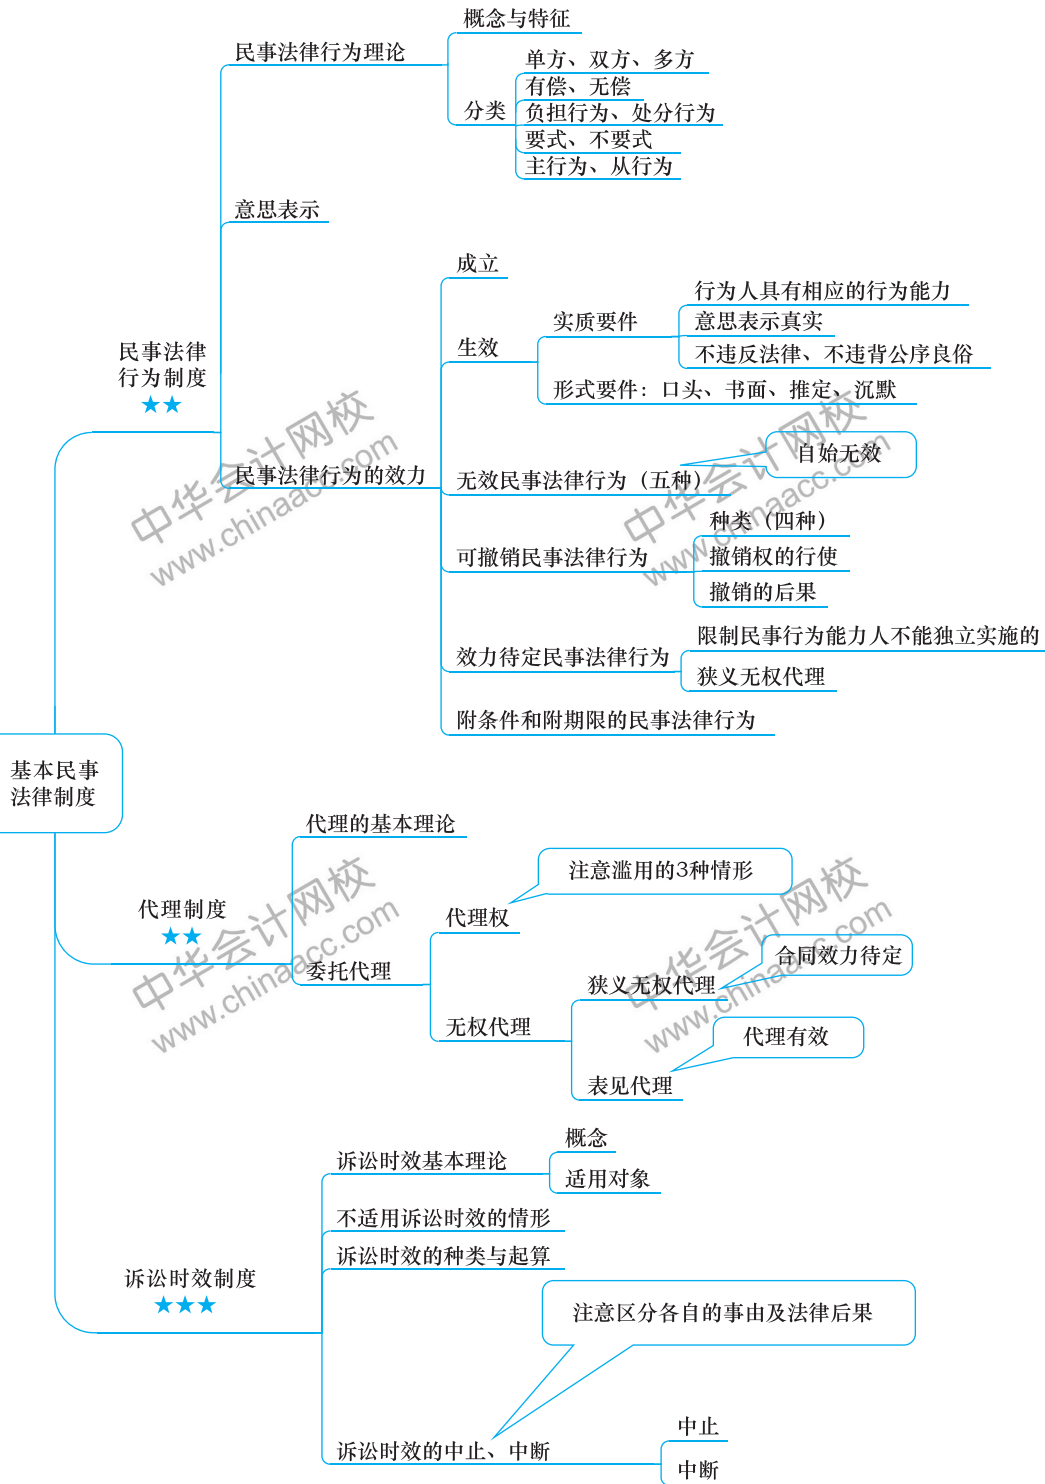 概念与特征
民事法律行为理论
单方、双方、多方
有偿、无偿
分类
负担行为、处分行为
要式、不要式
主行为、从行为
意思表示
成立
行为人具有相应的行为能力
实质要件
意思表示真实
生效
不违反法律、不违背公序良俗
民事法律
行为制度
★★
形式要件：口头、书面、推定、沉默
自始无效
民事法律行为的效力
无效民事法律行为（五种）
种类（四种）
可撤销民事法律行为
撤销权的行使
撤销的后果
限制民事行为能力人不能独立实施的
效力待定民事法律行为
狭义无权代理
附条件和附期限的民事法律行为
基本民事
法律制度
代理的基本理论
注意滥用的3种情形
代理制度
★★
代理权
合同效力待定
委托代理
狭义无权代理
无权代理
代理有效
表见代理
概念
诉讼时效基本理论
适用对象
不适用诉讼时效的情形
诉讼时效的种类与起算
诉讼时效制度
★★★
注意区分各自的事由及法律后果
中止
诉讼时效的中止、中断
中断
中华会计网校
www.chinaacc.com
中华会计网校
www.chinaacc.com
中华会计网校
www.chinaacc.com
中华会计网校
www.chinaacc.com